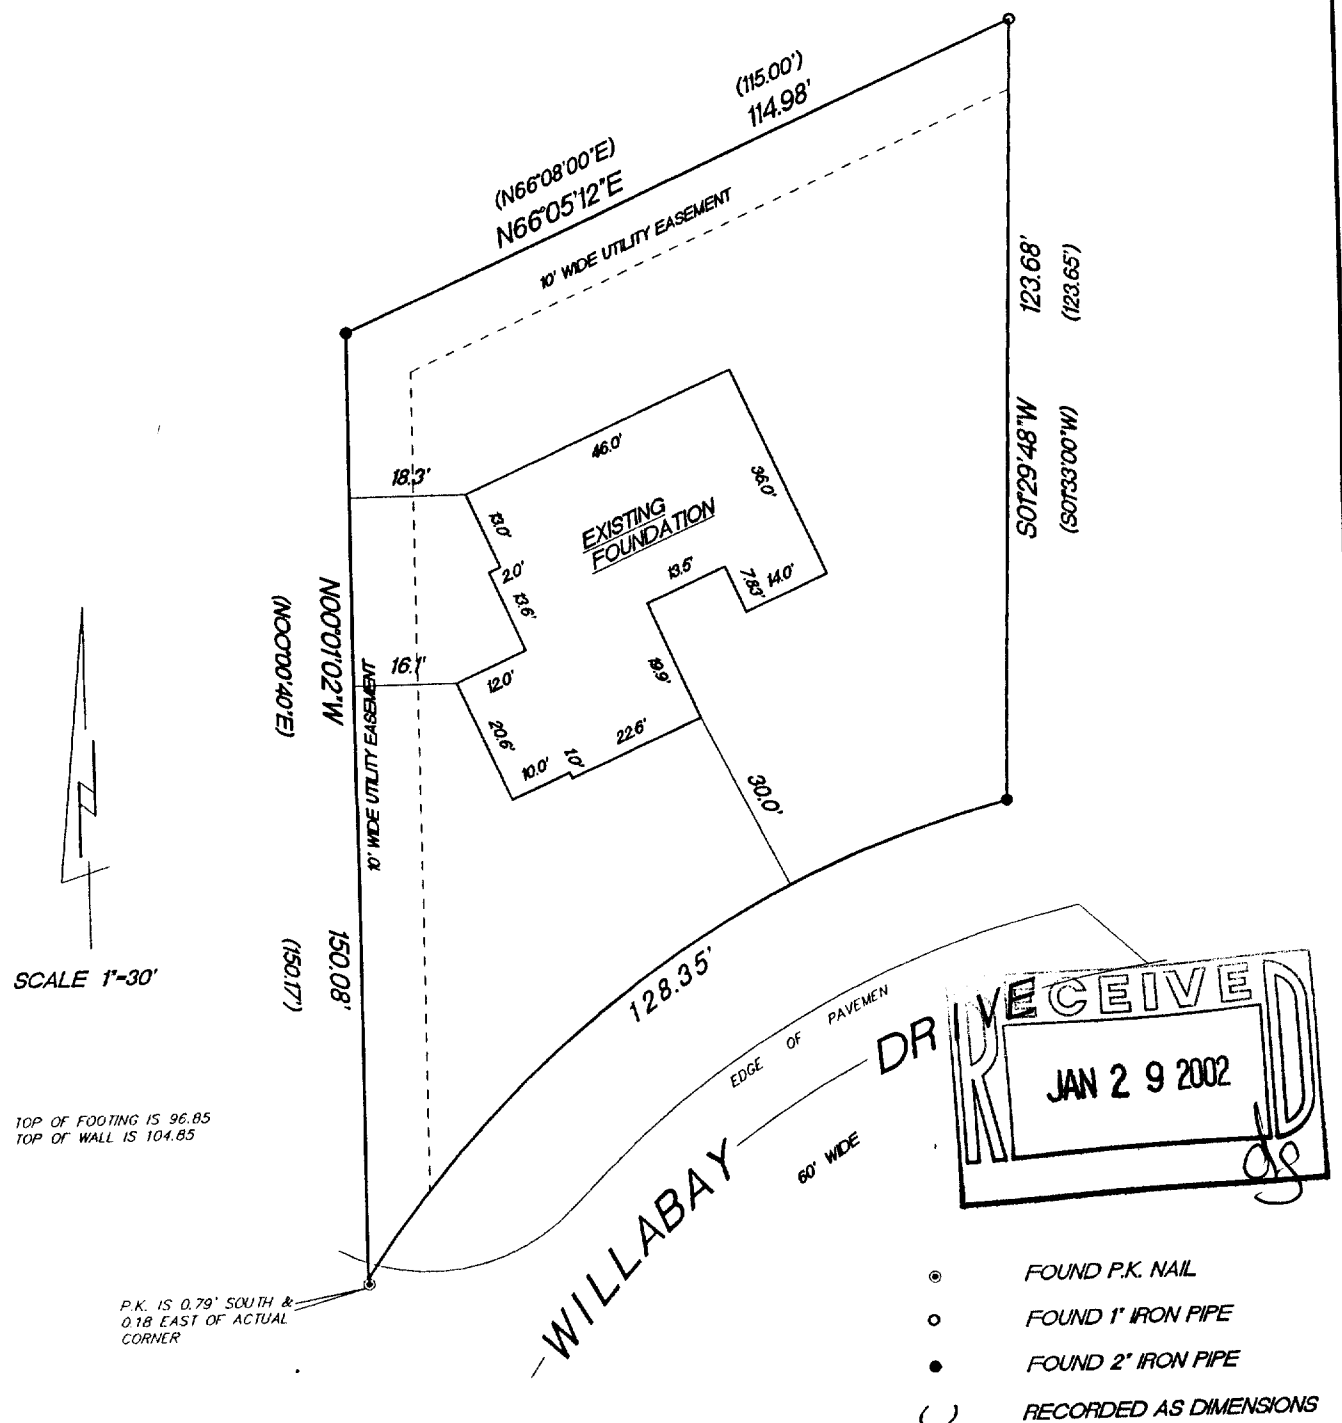 (115.00')
114.98'
(N66°08'00"E)
N66°05'12"E
10' WIDE UTILITY EASEMENT
123.68'
(123.65')
S01°29'48"W
(S01°33'00"W)
46.0'
36.0'
18.3'
13.0'
2.0'
13.6'
EXISTING
FOUNDATION
13.5'
7.83'
14.0'
N00°01'02"W
(N00°00'40"E)
16.1'
12.0'
19.9'
20.6'
10.0'
1.0'
22.6'
30.0'
10' WIDE UTILITY EASEMENT
150.08'
(150.17')
SCALE 1"=30'
128.35'
EDGE OF PAVEMEN
WILLABAY DRIVE
60' WIDE
RECEIVED
JAN 29 2002
TOP OF FOOTING IS 96.85
TOP OF WALL IS 104.85
P.K. IS 0.79' SOUTH &
0.18 EAST OF ACTUAL
CORNER
FOUND P.K. NAIL
FOUND 1" IRON PIPE
FOUND 2" IRON PIPE
( ) RECORDED AS DIMENSIONS